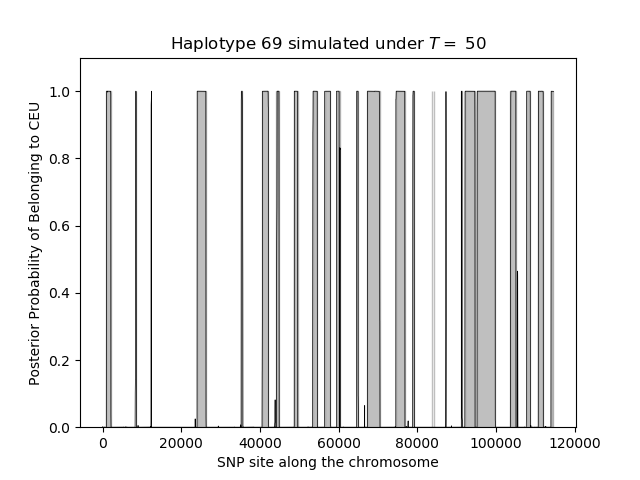 Haplotype 69 simulated under T = 50
Posterior Probability of Belonging to CEU
1.0
0.8
0.6
0.4
0.2
0.0
0 20000 40000 60000 80000 100000 120000
SNP site along the chromosome